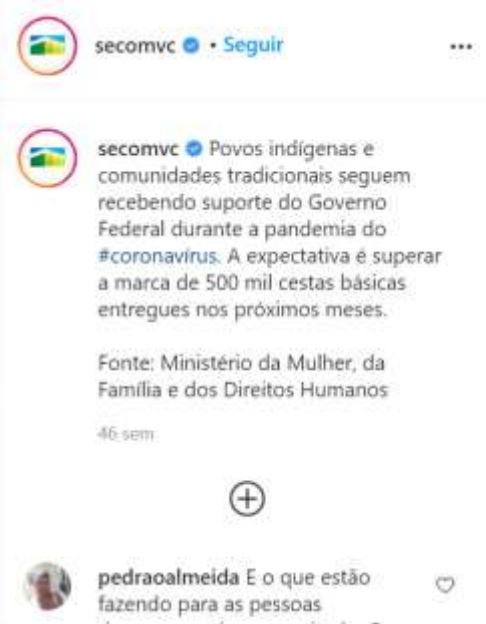 secomvc • Seguir
secomvc Povos indígenas e
comunidades tradicionais seguem
recebendo suporte do Governo
Federal durante a pandemia do
#coronavírus. A expectativa é superar
a marca de 500 mil cestas básicas
entregues nos próximos meses.
Fonte: Ministério da Mulher, da
Família e dos Direitos Humanos
46 sem
pedraoalmeida E o que estão
fazendo para as pessoas